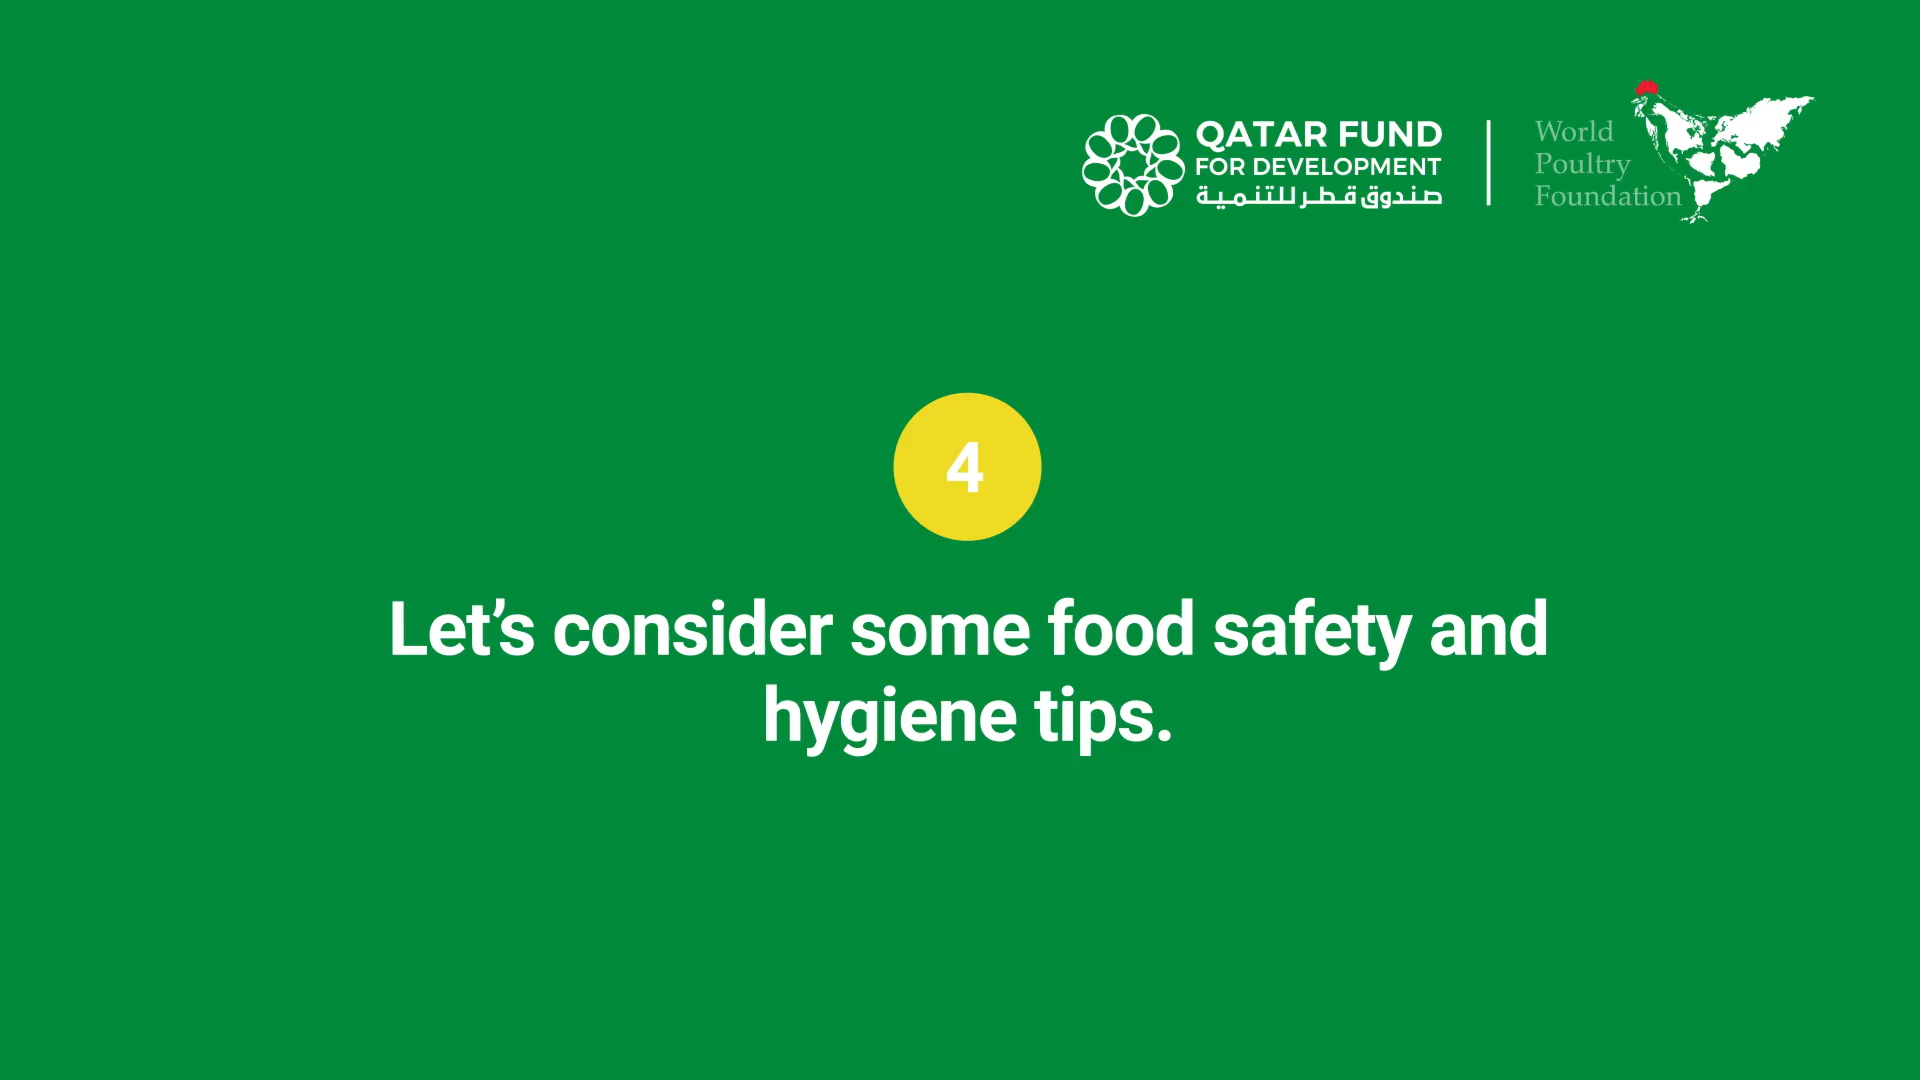 QATAR FUND
FOR DEVELOPMENT
صندوق قطر للتنمية
World
Poultry
Foundation
4
Let’s consider some food safety and
hygiene tips.